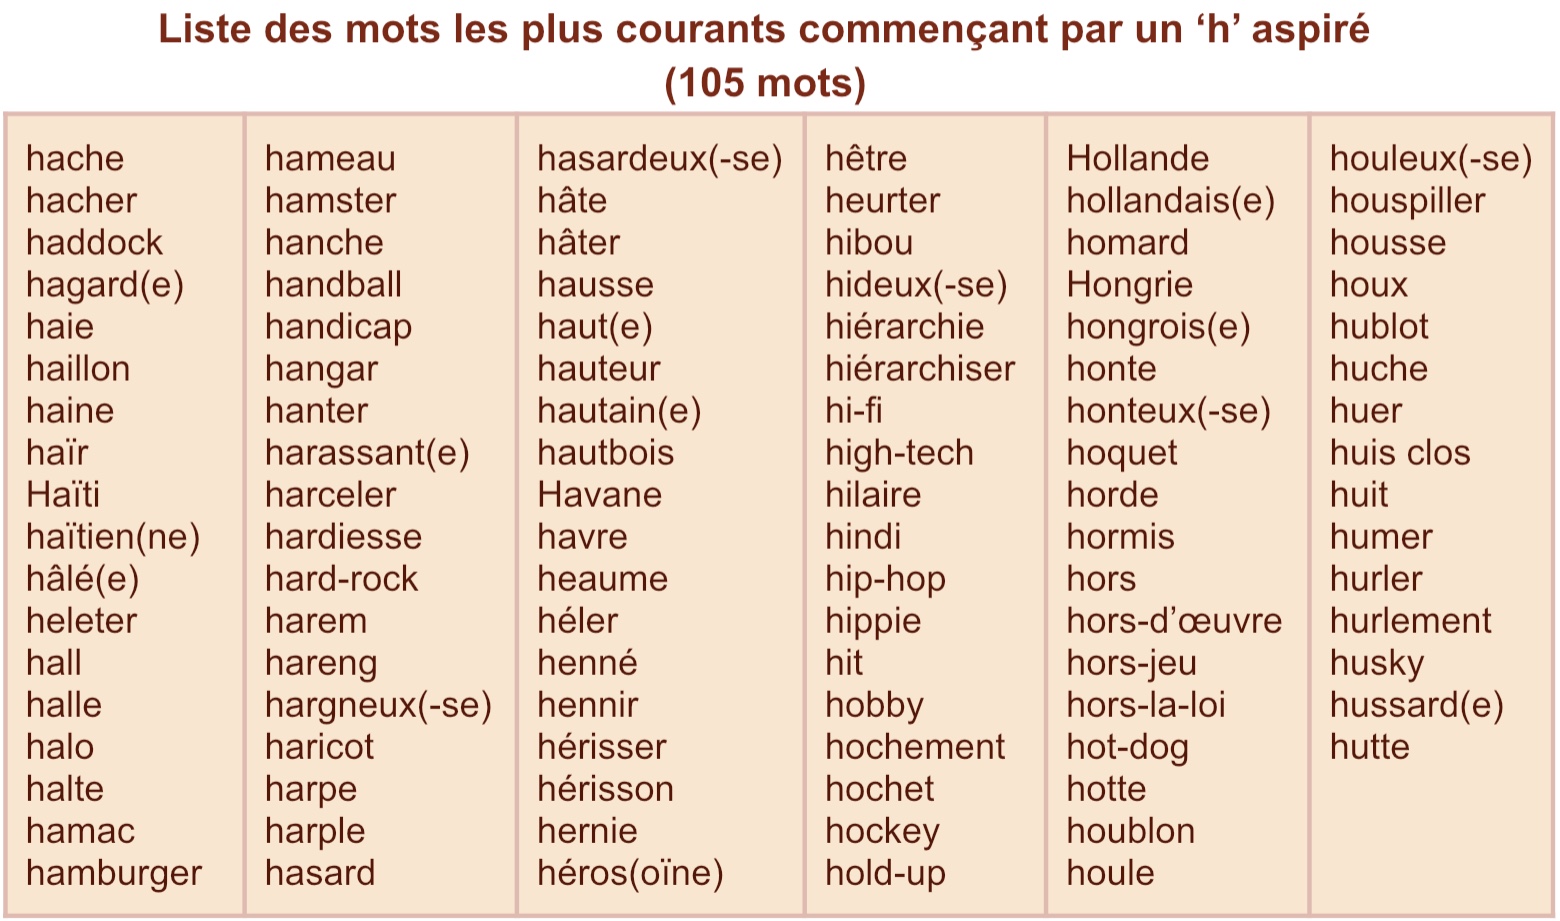 Liste des mots les plus courants commençant par un ‘h’ aspiré
(105 mots)
hache
hacher
haddock
hagard(e)
haie
haillon
haine
haïr
Haïti
haïtien(ne)
hâlé(e)
heleter
hall
halle
halo
halte
hamac
hamburger
hameau
hamster
hanche
handball
handicap
hangar
hanter
harassant(e)
harceler
hardiesse
hard-rock
harem
hareng
hargneux(-se)
haricot
harpe
harple
hasard
hasardeux(-se)
hâte
hâter
hausse
haut(e)
hauteur
hautain(e)
hautbois
Havane
havre
heaume
héler
henné
hennir
hérisser
hérisson
hernie
héros(oïne)
hêtre
heurter
hibou
hideux(-se)
hiérarchie
hiérarchiser
hi-fi
high-tech
hilaire
hindi
hip-hop
hippie
hit
hobby
hochement
hochet
hockey
hold-up
Hollande
hollandais(e)
homard
Hongrie
hongrois(e)
honte
honteux(-se)
hoquet
horde
hormis
hors
hors-d’œuvre
hors-jeu
hors-la-loi
hot-dog
hotte
houblon
houle
houleux(-se)
houspiller
housse
houx
hublot
huche
huer
huis clos
huit
humer
hurler
hurlement
husky
hussard(e)
hutte